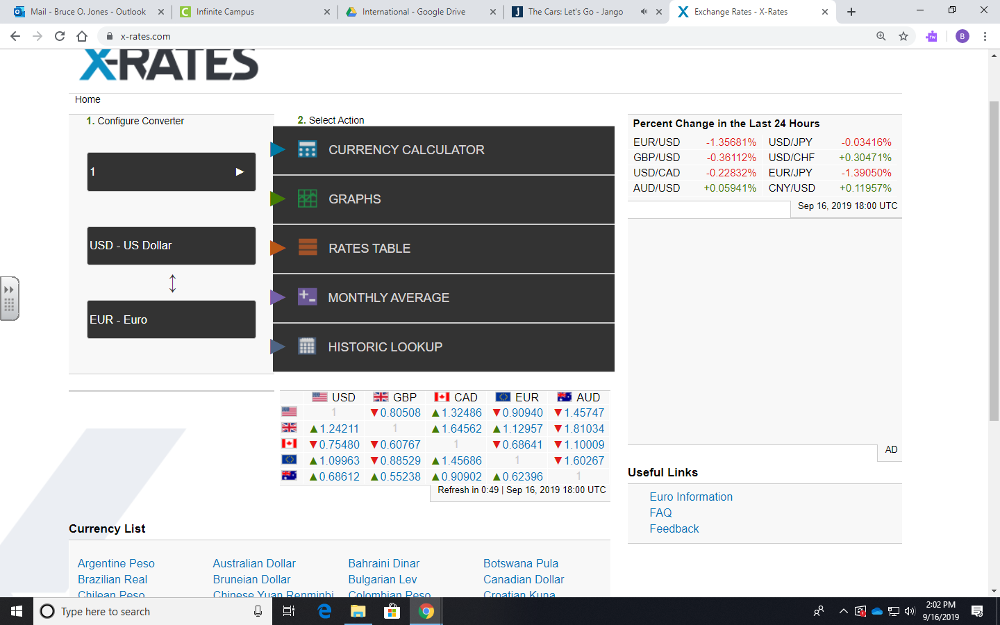 Mail - Bruce O. Jones - Outlook
Infinite Campus
International - Google Drive
The Cars: Let's Go - Jango
Exchange Rates - X-Rates
x-rates.com
rw
B
X-RATES
Home
1. Configure Converter
2. Select Action
1
USD - US Dollar
EUR - Euro
CURRENCY CALCULATOR
GRAPHS
RATES TABLE
MONTHLY AVERAGE
HISTORIC LOOKUP
Percent Change in the Last 24 Hours
EUR/USD -1.35681% USD/JPY -0.03416%
GBP/USD -0.36112% USD/CHF +0.30471%
USD/CAD -0.22832% EUR/JPY -1.39050%
AUD/USD +0.05941% CNY/USD +0.11957%
Sep 16, 2019 18:00 UTC
AD
USD GBP CAD EUR AUD
1 ▼0.80508 ▲1.32486 ▼0.90940 ▼1.45747
▲1.24211 1 ▲1.64562 ▲1.12957 ▼1.81034
▼0.75480 ▼0.60767 1 ▼0.68641 ▼1.10009
▲1.09963 ▼0.88529 ▲1.45686 1 ▼1.60267
▲0.68612 ▲0.55238 ▲0.90902 ▲0.62396 1
Refresh in 0:49 | Sep 16, 2019 18:00 UTC
Useful Links
Euro Information
FAQ
Feedback
Currency List
Argentine Peso Australian Dollar Bahraini Dinar Botswana Pula
Brazilian Real Bruneian Dollar Bulgarian Lev Canadian Dollar
Chilean Peso Chinese Yuan Renminbi Colombian Peso Croatian Kuna
Type here to search
2:02 PM
9/16/2019